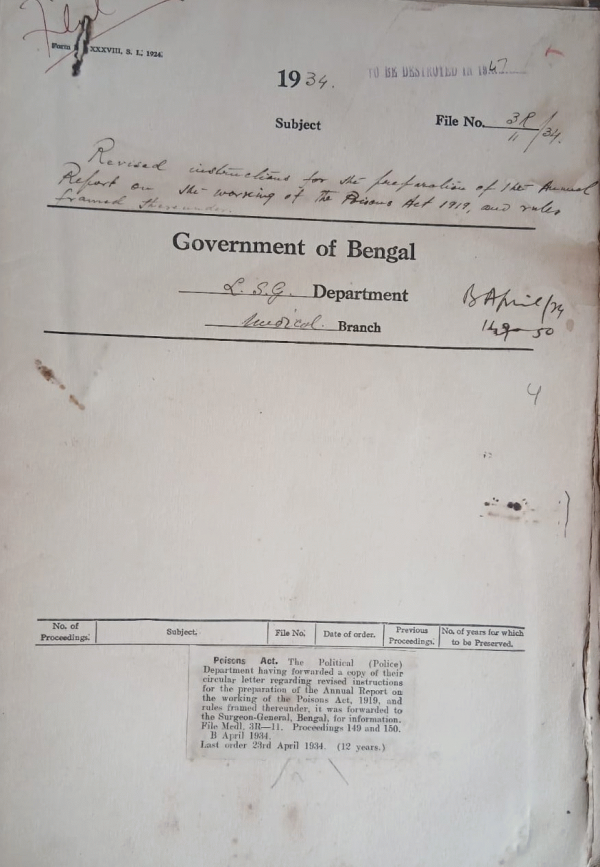 Form XXXVIII, S. I., 1924.
1934.
TO BE DESTROYED IN 1947
Subject
File No. 3R/11/34.
Revised instructions for the preparation of the Annual
Report on the working of the Poisons Act 1919, and rules
framed thereunder.
Government of Bengal
L. S. G. Department
Medical Branch
B April/34
149-50
4
No. of Proceedings. Subject. File No. Date of order. Previous Proceedings. No. of years for which to be Preserved.
Poisons Act. The Political (Police)
Department having forwarded a copy of their
circular letter regarding revised instructions
for the preparation of the Annual Report on
the working of the Poisons Act, 1919, and
rules framed thereunder, it was forwarded to
the Surgeon-General, Bengal, for information.
File Medl. 3R—11. Proceedings 149 and 150.
B April 1934.
Last order 23rd April 1934. (12 years.)